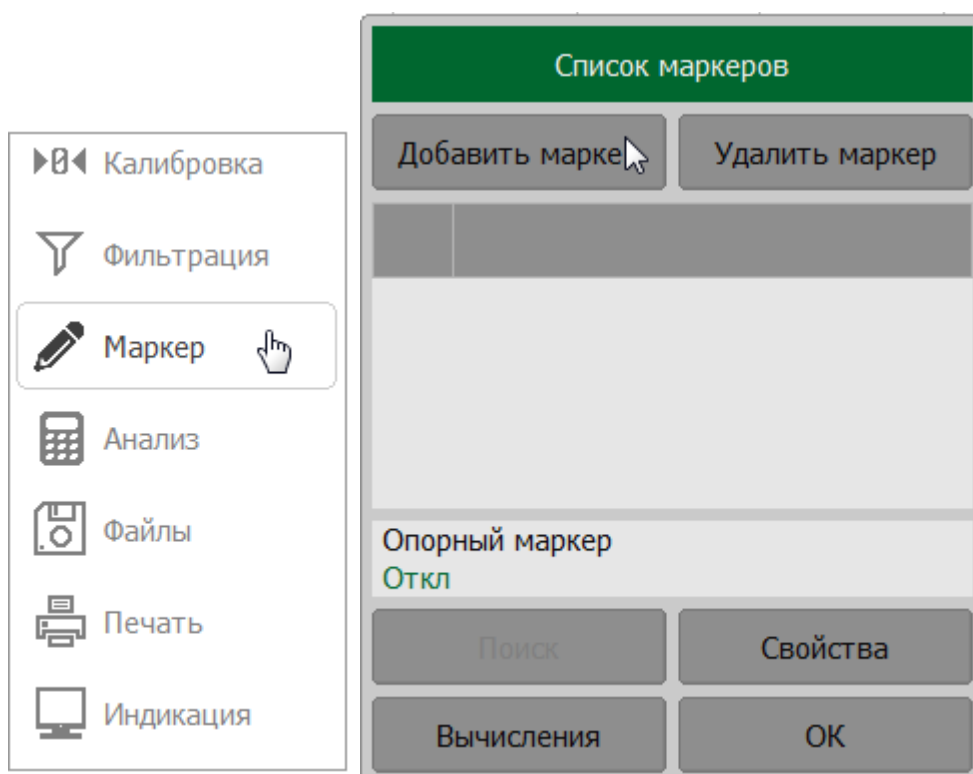 Калибровка
Фильтрация
Маркер
Анализ
Файлы
Печать
Индикация
Список маркеров
Добавить марке
Удалить маркер
Опорный маркер
Откл
Поиск
Свойства
Вычисления
ОК